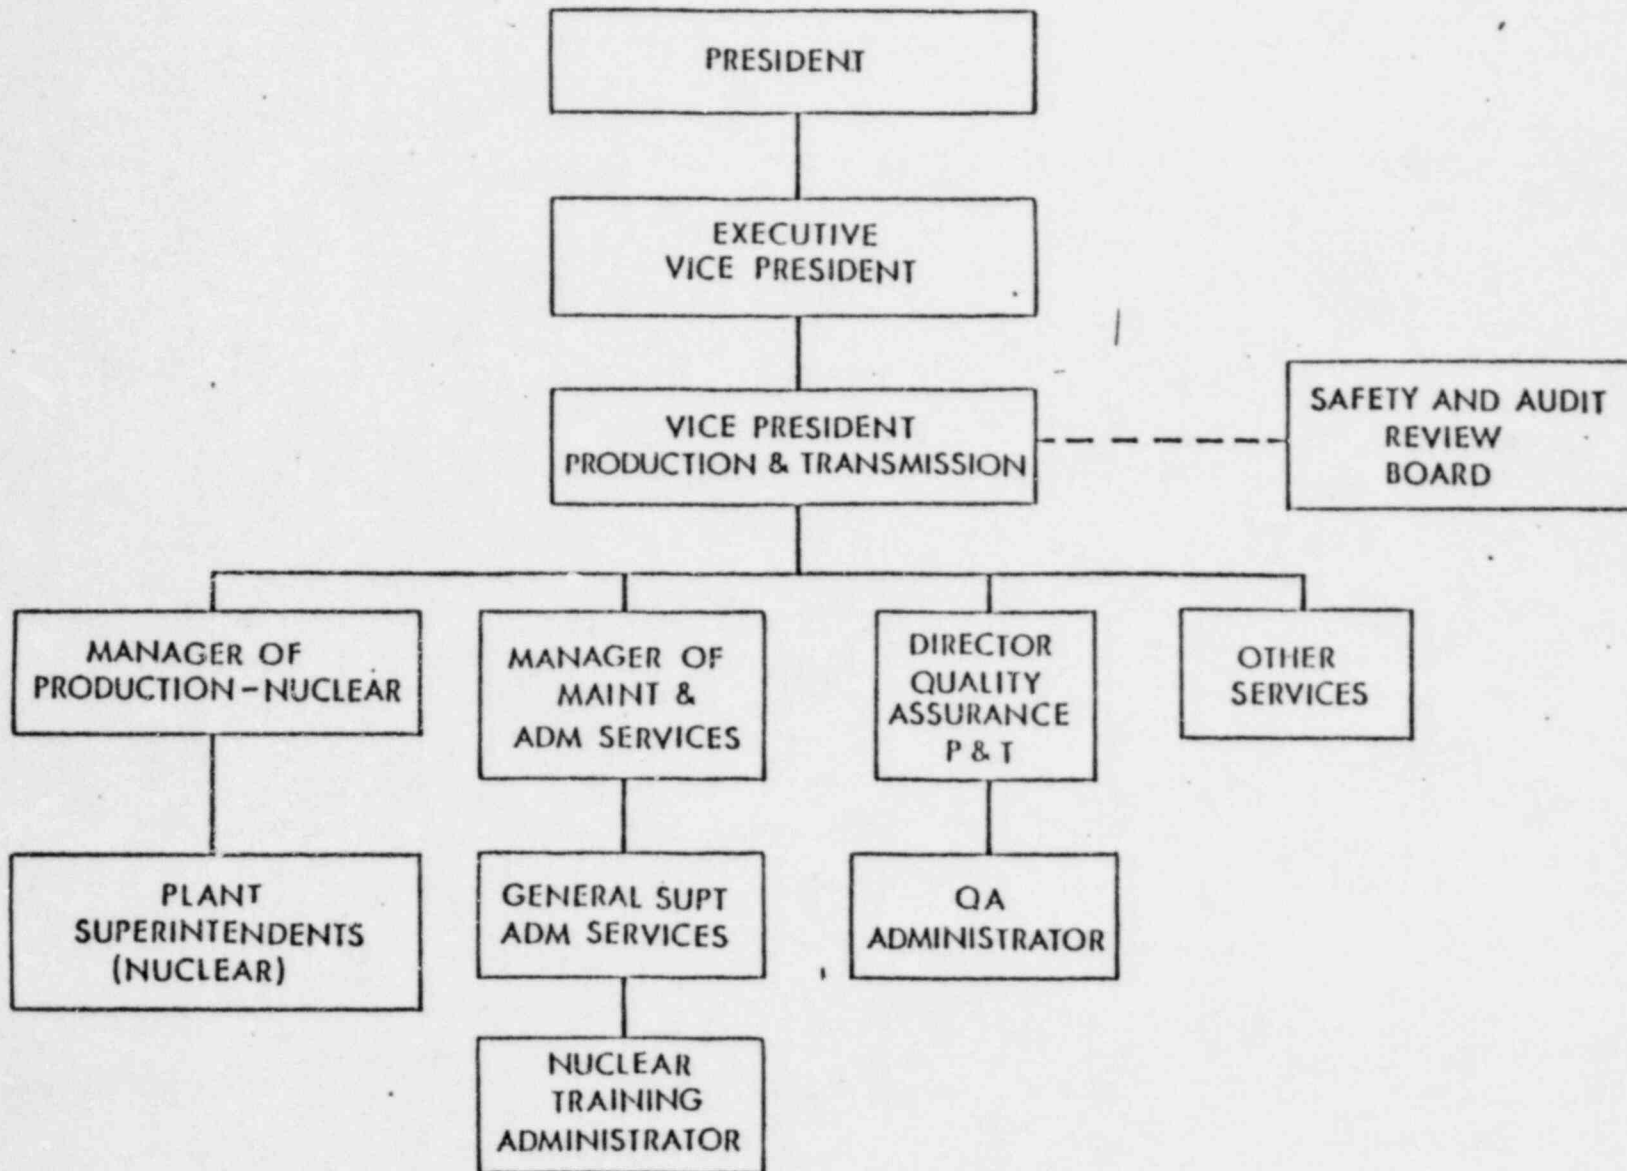 PRESIDENT
EXECUTIVE
VICE PRESIDENT
VICE PRESIDENT
PRODUCTION & TRANSMISSION
SAFETY AND AUDIT
REVIEW
BOARD
MANAGER OF
PRODUCTION-NUCLEAR
MANAGER OF
MAINT &
ADM SERVICES
DIRECTOR
QUALITY
ASSURANCE
P & T
OTHER
SERVICES
PLANT
SUPERINTENDENTS
(NUCLEAR)
GENERAL SUPT
ADM SERVICES
QA
ADMINISTRATOR
NUCLEAR
TRAINING
ADMINISTRATOR